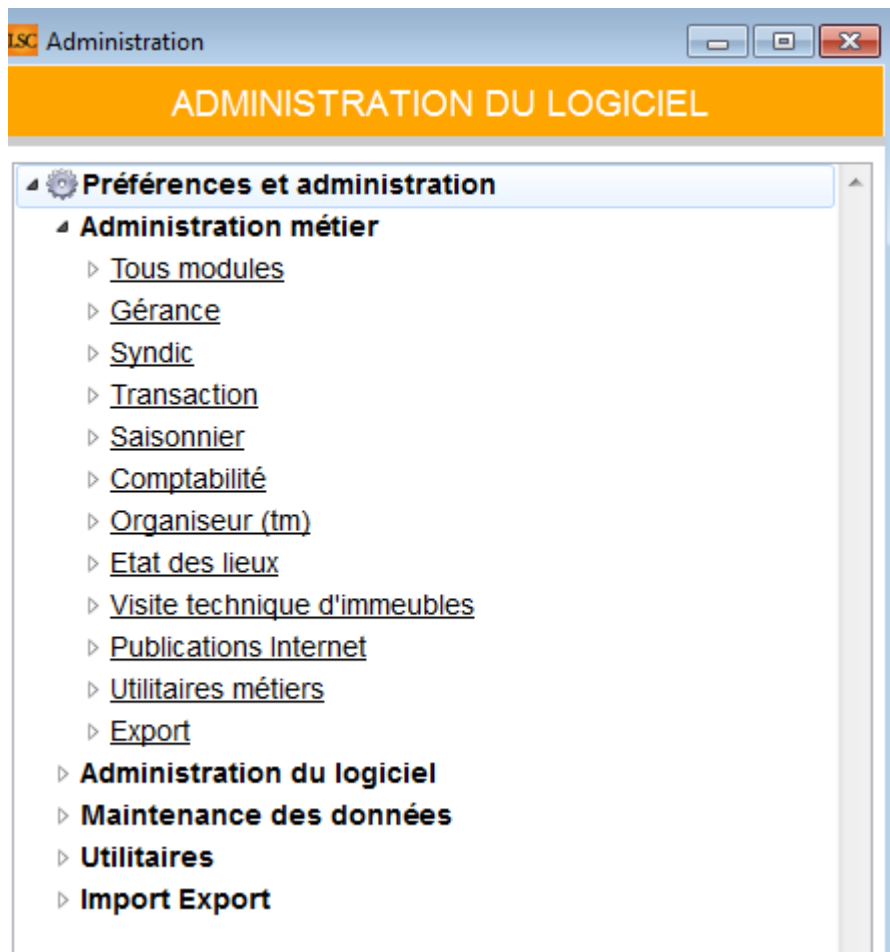 LSC Administration
ADMINISTRATION DU LOGICIEL
Préférences et administration
Administration métier
Tous modules
Gérance
Syndic
Transaction
Saisonnier
Comptabilité
Organiseur (tm)
Etat des lieux
Visite technique d'immeubles
Publications Internet
Utilitaires métiers
Export
Administration du logiciel
Maintenance des données
Utilitaires
Import Export